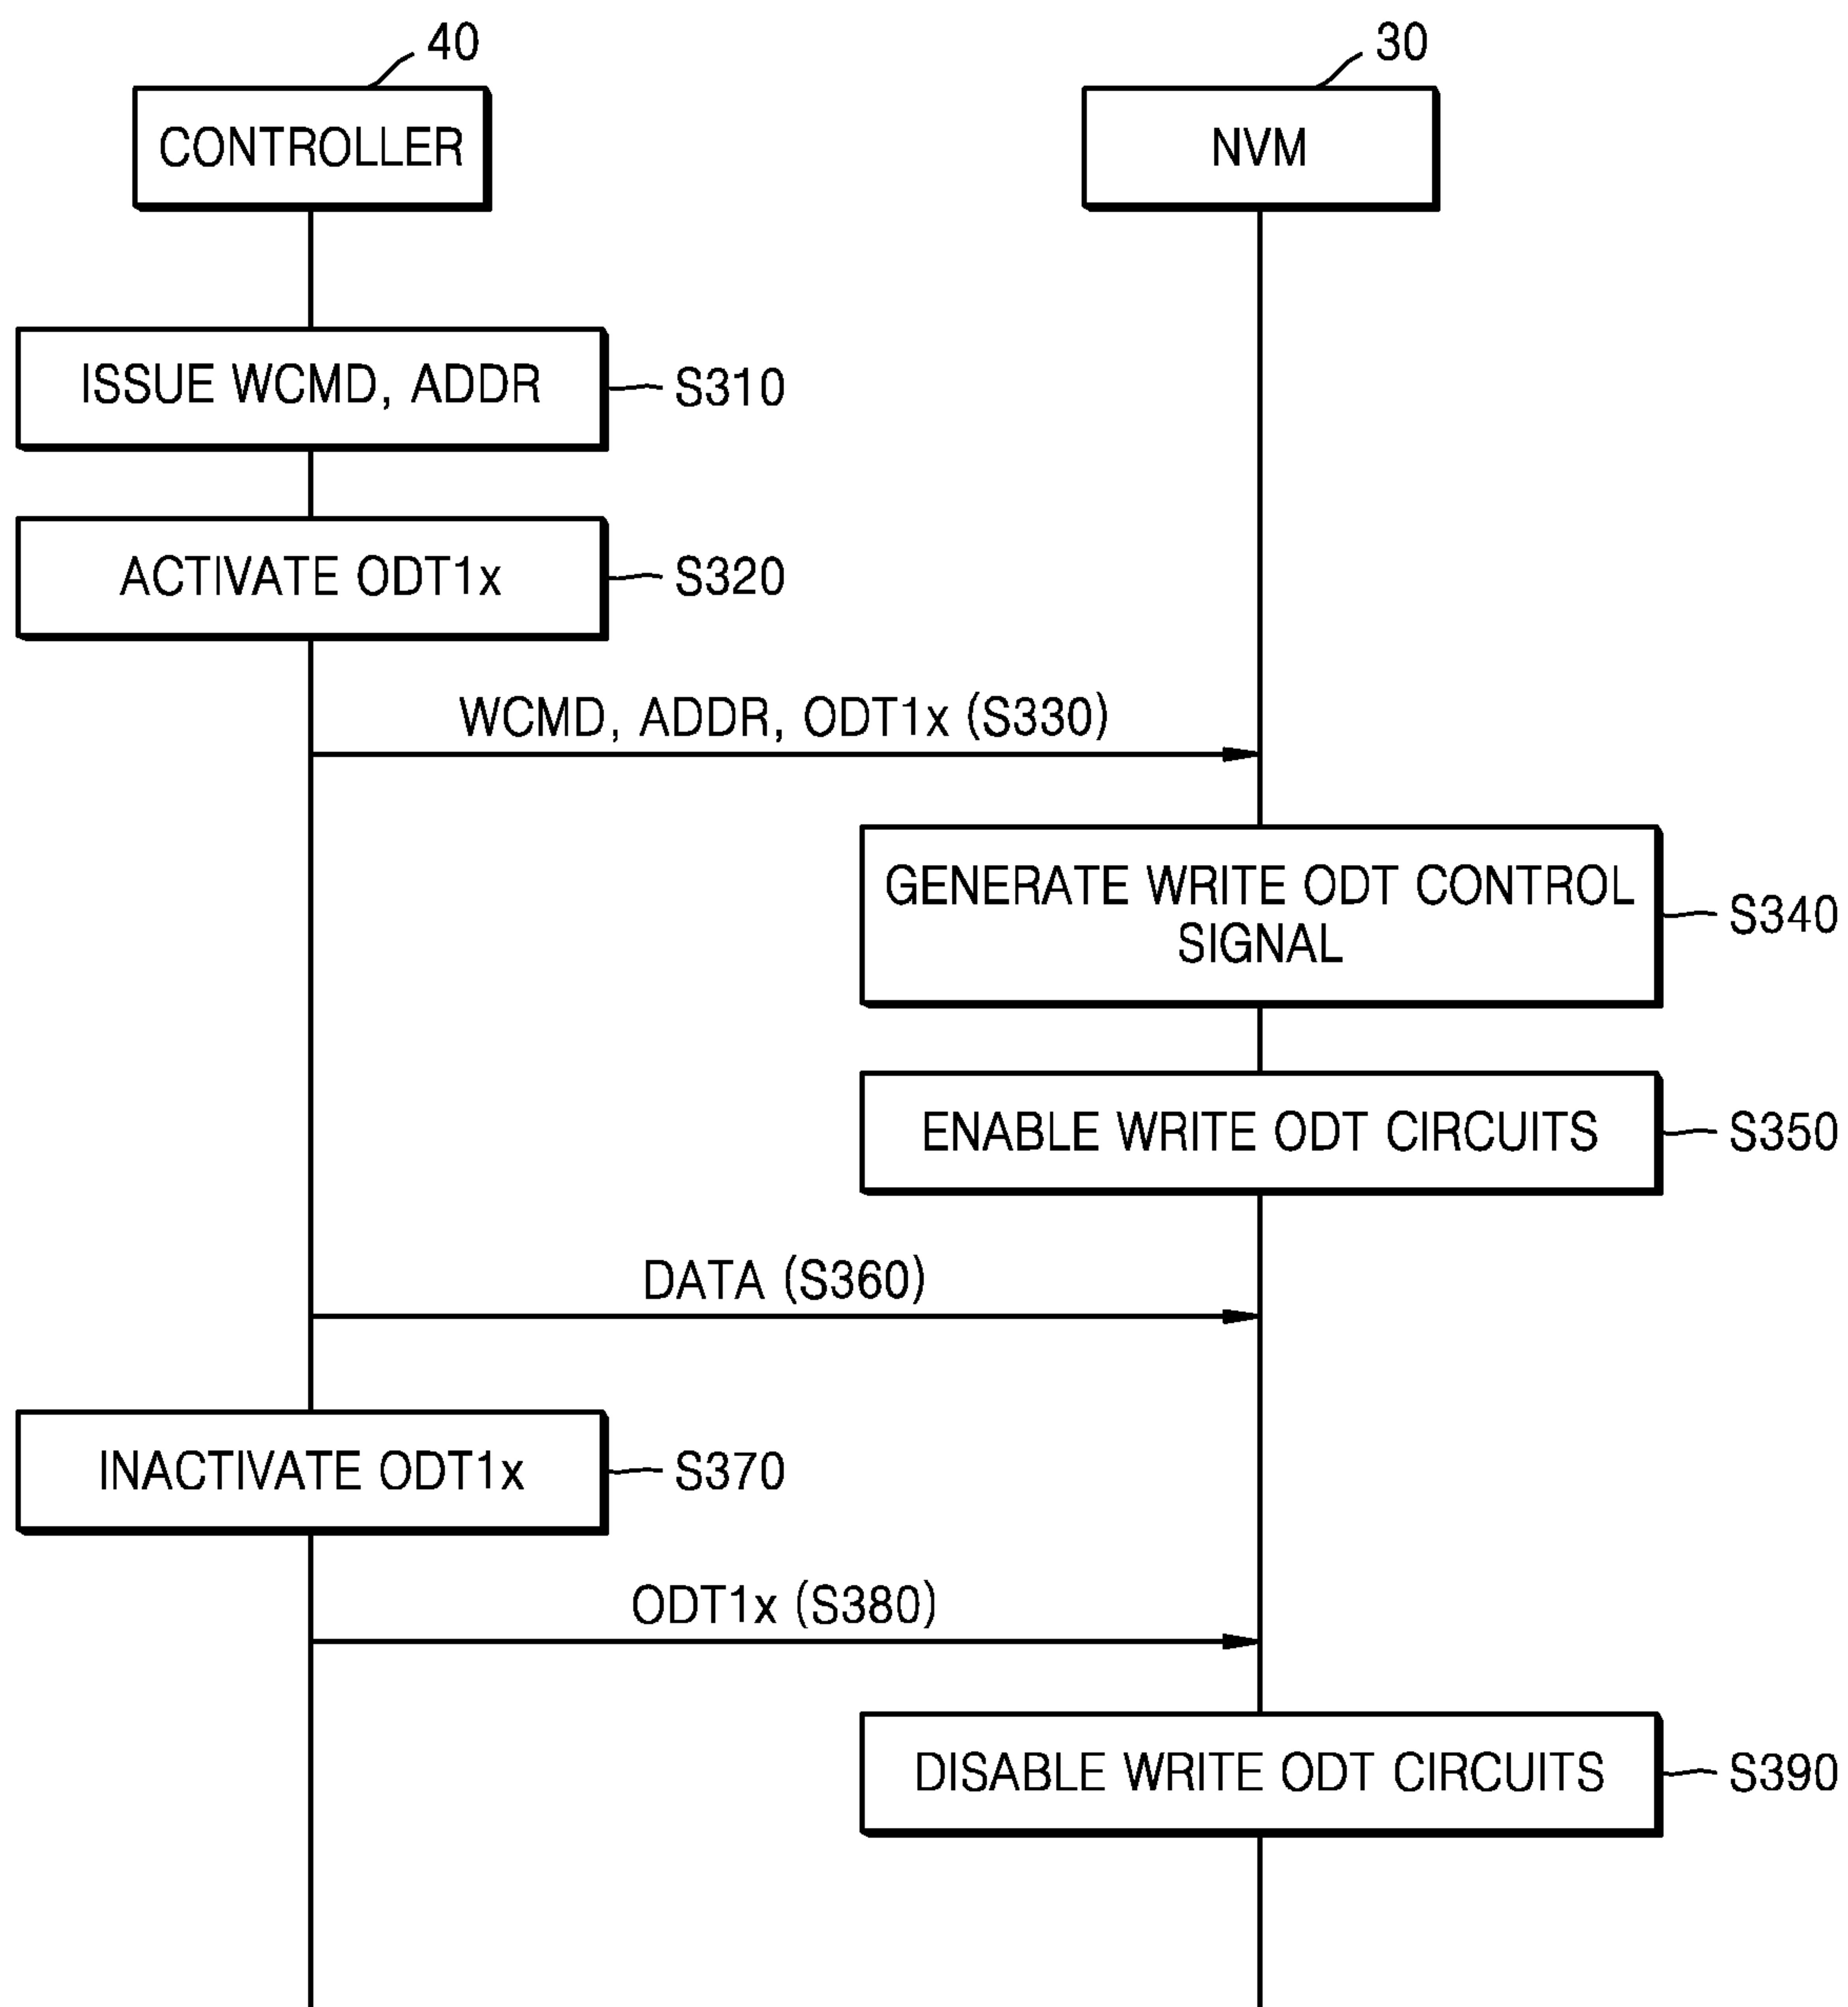 40
30
CONTROLLER
NVM
ISSUE WCMD, ADDR
S310
ACTIVATE ODT1x
S320
WCMD, ADDR, ODT1x (S330)
GENERATE WRITE ODT CONTROL
SIGNAL
S340
ENABLE WRITE ODT CIRCUITS
S350
DATA (S360)
INACTIVATE ODT1x
S370
ODT1x (S380)
DISABLE WRITE ODT CIRCUITS
S390